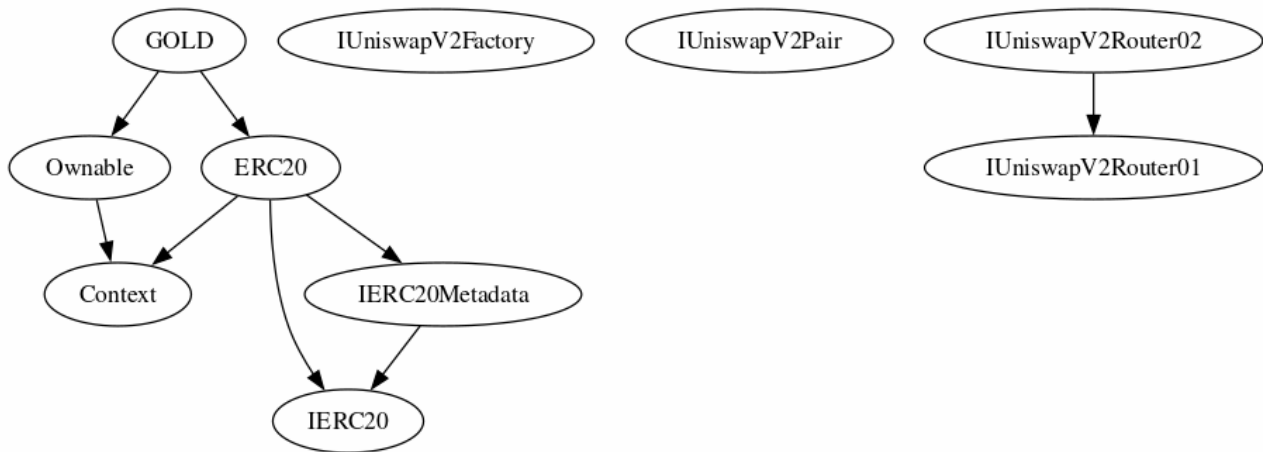 GOLD
IUniswapV2Factory
IUniswapV2Pair
IUniswapV2Router02
Ownable
ERC20
IUniswapV2Router01
Context
IERC20Metadata
IERC20